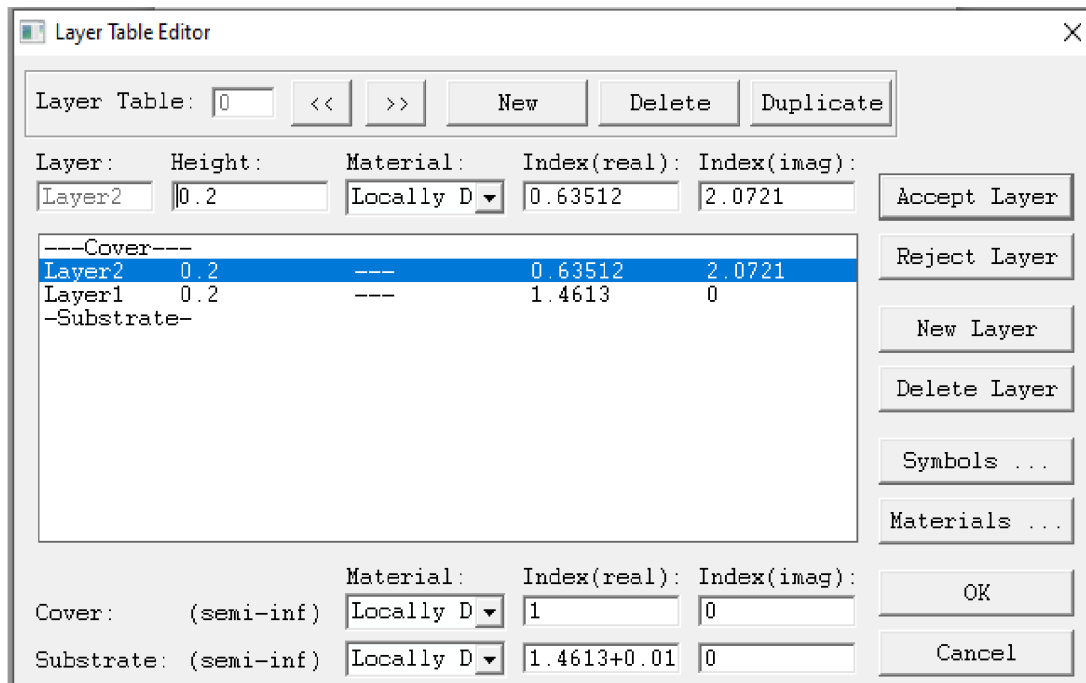 Layer Table Editor
Layer Table: 0 << >> New Delete Duplicate
Layer: Height: Material: Index(real): Index(imag):
Layer2 0.2 Locally D 0.63512 2.0721 Accept Layer
---Cover---
Layer2 0.2 --- 0.63512 2.0721 Reject Layer
Layer1 0.2 --- 1.4613 0
-Substrate-
New Layer
Delete Layer
Symbols ...
Materials ...
Material: Index(real): Index(imag):
Cover: (semi-inf) Locally D 1 0 OK
Substrate: (semi-inf) Locally D 1.4613+0.01 0 Cancel